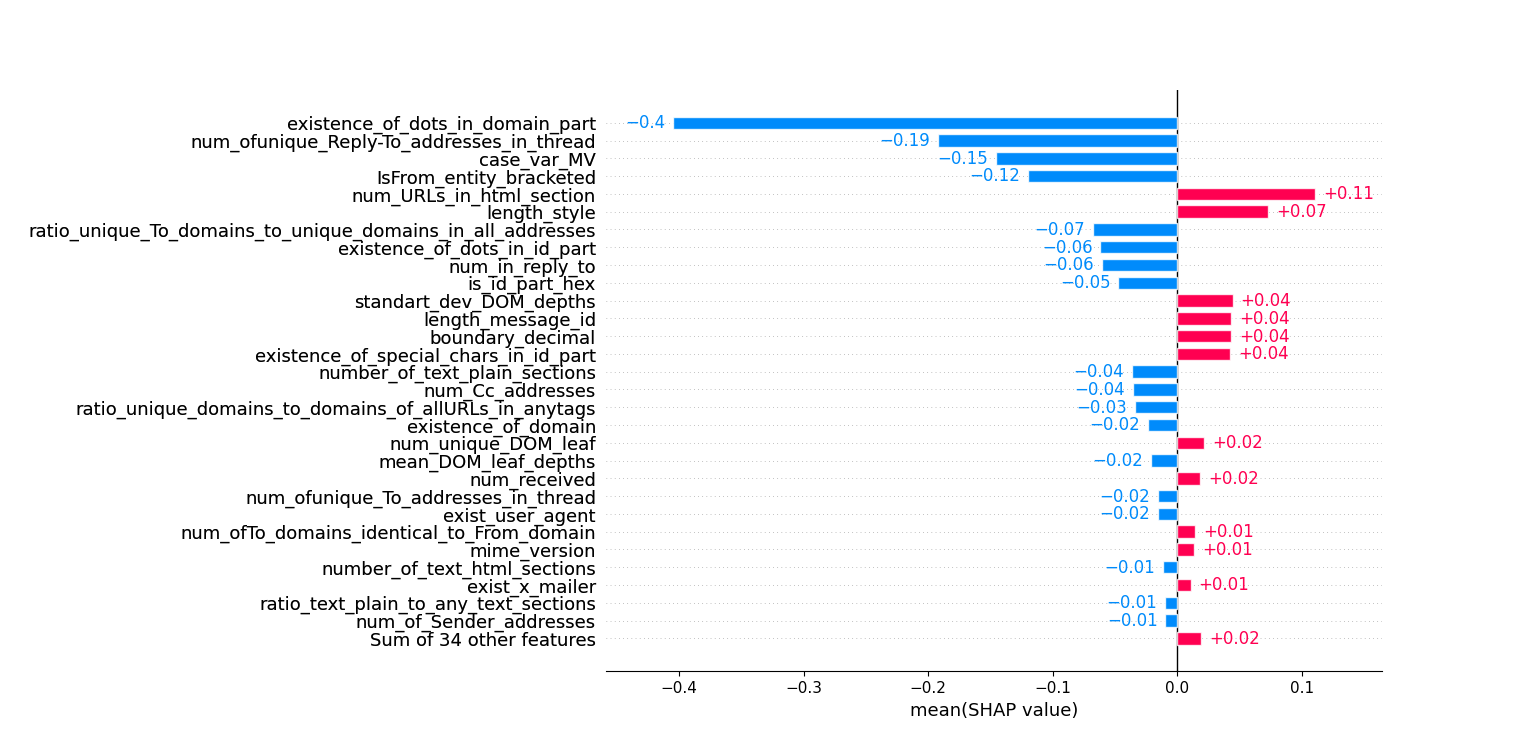 existence_of_dots_in_domain_part −0.4
num_ofunique_Reply-To_addresses_in_thread −0.19
case_var_MV −0.15
IsFrom_entity_bracketed −0.12
num_URLs_in_html_section +0.11
length_style +0.07
ratio_unique_To_domains_to_unique_domains_in_all_addresses −0.07
existence_of_dots_in_id_part −0.06
num_in_reply_to −0.06
is_id_part_hex −0.05
standart_dev_DOM_depths +0.04
length_message_id +0.04
boundary_decimal +0.04
existence_of_special_chars_in_id_part +0.04
number_of_text_plain_sections −0.04
num_Cc_addresses −0.04
ratio_unique_domains_to_domains_of_allURLs_in_anytags −0.03
existence_of_domain −0.02
num_unique_DOM_leaf +0.02
mean_DOM_leaf_depths −0.02
num_received +0.02
num_ofunique_To_addresses_in_thread −0.02
exist_user_agent −0.02
num_ofTo_domains_identical_to_From_domain +0.01
mime_version +0.01
number_of_text_html_sections −0.01
exist_x_mailer +0.01
ratio_text_plain_to_any_text_sections −0.01
num_of_Sender_addresses −0.01
Sum of 34 other features +0.02
−0.4 −0.3 −0.2 −0.1 0.0 0.1
mean(SHAP value)